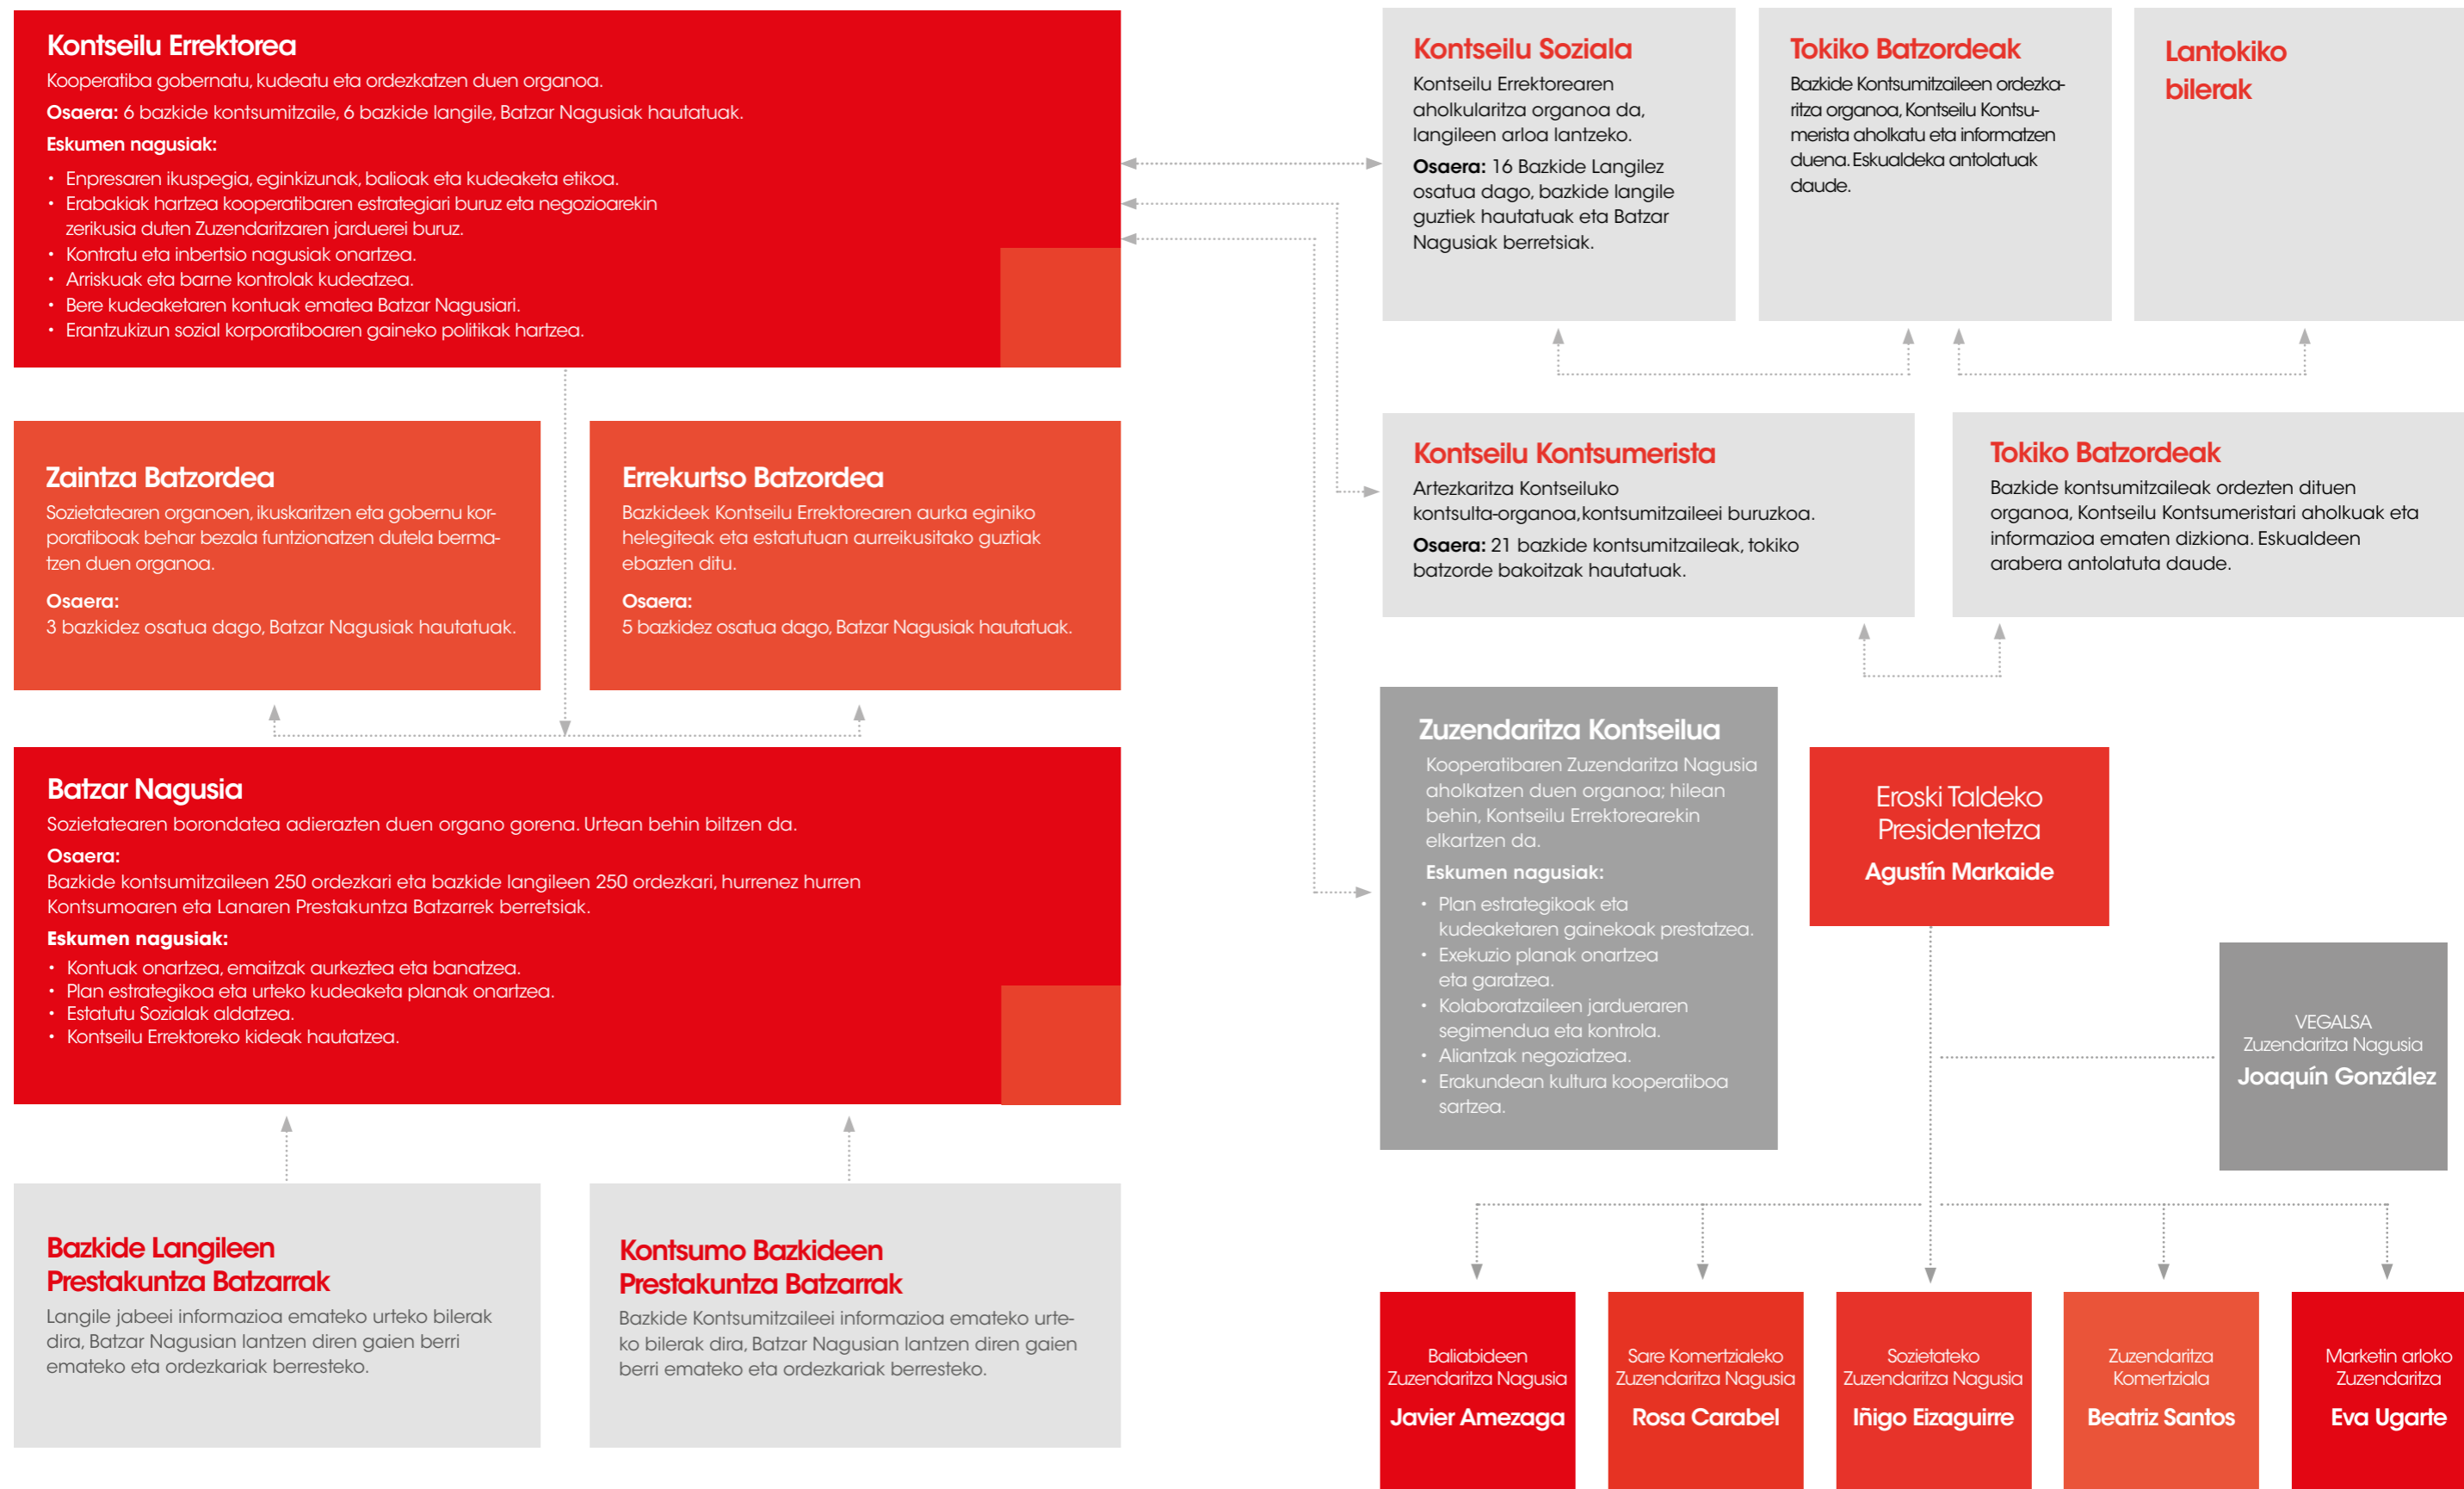 Kontseilu Errektorea
Kooperatiba gobernatu, kudeatu eta ordezkatzen duen organoa.
Osaera: 6 bazkide kontsumitzaile, 6 bazkide langile, Batzar Nagusiak hautatuak.
Eskumen nagusiak:
• Enpresaren ikuspegia, eginkizunak, balioak eta kudeaketa etikoa.
• Erabakiak hartzea kooperatibaren estrategiari buruz eta negozioarekin
zerikusia duten Zuzendaritzaren jarduerei buruz.
• Kontratu eta inbertsio nagusiak onartzea.
• Arriskuak eta barne kontrolak kudeatzea.
• Bere kudeaketaren kontuak ematea Batzar Nagusiari.
• Erantzukizun sozial korporatiboaren gaineko politikak hartzea.
Zaintza Batzordea
Sozietatearen organoen, ikuskaritzen eta gobernu kor-
poratiboak behar bezala funtzionatzen dutela berma-
tzen duen organoa.
Osaera:
3 bazkidez osatua dago, Batzar Nagusiak hautatuak.
Errekurtso Batzordea
Bazkideek Kontseilu Errektorearen aurka eginiko
helegiteak eta estatutuan aurreikusitako guztiak
ebazten ditu.
Osaera:
5 bazkidez osatua dago, Batzar Nagusiak hautatuak.
Batzar Nagusia
Sozietatearen borondatea adierazten duen organo gorena. Urtean behin biltzen da.
Osaera:
Bazkide kontsumitzaileen 250 ordezkari eta bazkide langileen 250 ordezkari, hurrenez hurren
Kontsumoaren eta Lanaren Prestakuntza Batzarrek berretsiak.
Eskumen nagusiak:
• Kontuak onartzea, emaitzak aurkeztea eta banatzea.
• Plan estrategikoa eta urteko kudeaketa planak onartzea.
• Estatutu Sozialak aldatzea.
• Kontseilu Errektoreko kideak hautatzea.
Bazkide Langileen
Prestakuntza Batzarrak
Langile jabeei informazioa emateko urteko bilerak
dira, Batzar Nagusian lantzen diren gaien berri
emateko eta ordezkariak berresteko.
Kontsumo Bazkideen
Prestakuntza Batzarrak
Bazkide Kontsumitzaileei informazioa emateko urte-
ko bilerak dira, Batzar Nagusian lantzen diren gaien
berri emateko eta ordezkariak berresteko.
Kontseilu Soziala
Kontseilu Errektorearen
aholkularitza organoa da,
langileen arloa lantzeko.
Osaera: 16 Bazkide Langilez
osatua dago, bazkide langile
guztiek hautatuak eta Batzar
Nagusiak berretsiak.
Tokiko Batzordeak
Bazkide Kontsumitzaileen ordezka-
ritza organoa, Kontseilu Kontsu-
merista aholkatu eta informatzen
duena. Eskualdeka antolatuak
daude.
Lantokiko
bilerak
Kontseilu Kontsumerista
Artezkaritza Kontseiluko
kontsulta-organoa,kontsumitzaileei buruzkoa.
Osaera: 21 bazkide kontsumitzaileak, tokiko
batzorde bakoitzak hautatuak.
Tokiko Batzordeak
Bazkide kontsumitzaileak ordezten dituen
organoa, Kontseilu Kontsumeristari aholkuak eta
informazioa ematen dizkiona. Eskualdeen
arabera antolatuta daude.
Zuzendaritza Kontseilua
Kooperatibaren Zuzendaritza Nagusia
aholkatzen duen organoa; hilean
behin, Kontseilu Errektorearekin
elkartzen da.
Eskumen nagusiak:
• Plan estrategikoak eta
kudeaketaren gainekoak prestatzea.
• Exekuzio planak onartzea
eta garatzea.
• Kolaboratzaileen jardueraren
segimendua eta kontrola.
• Aliantzak negoziatzea.
• Erakundean kultura kooperatiboa
sartzea.
Eroski Taldeko
Presidentetza
Agustín Markaide
VEGALSA
Zuzendaritza Nagusia
Joaquín González
Baliabideen
Zuzendaritza Nagusia
Javier Amezaga
Sare Komertzialeko
Zuzendaritza Nagusia
Rosa Carabel
Sozietateko
Zuzendaritza Nagusia
Iñigo Eizaguirre
Zuzendaritza
Komertziala
Beatriz Santos
Marketin arloko
Zuzendaritza
Eva Ugarte